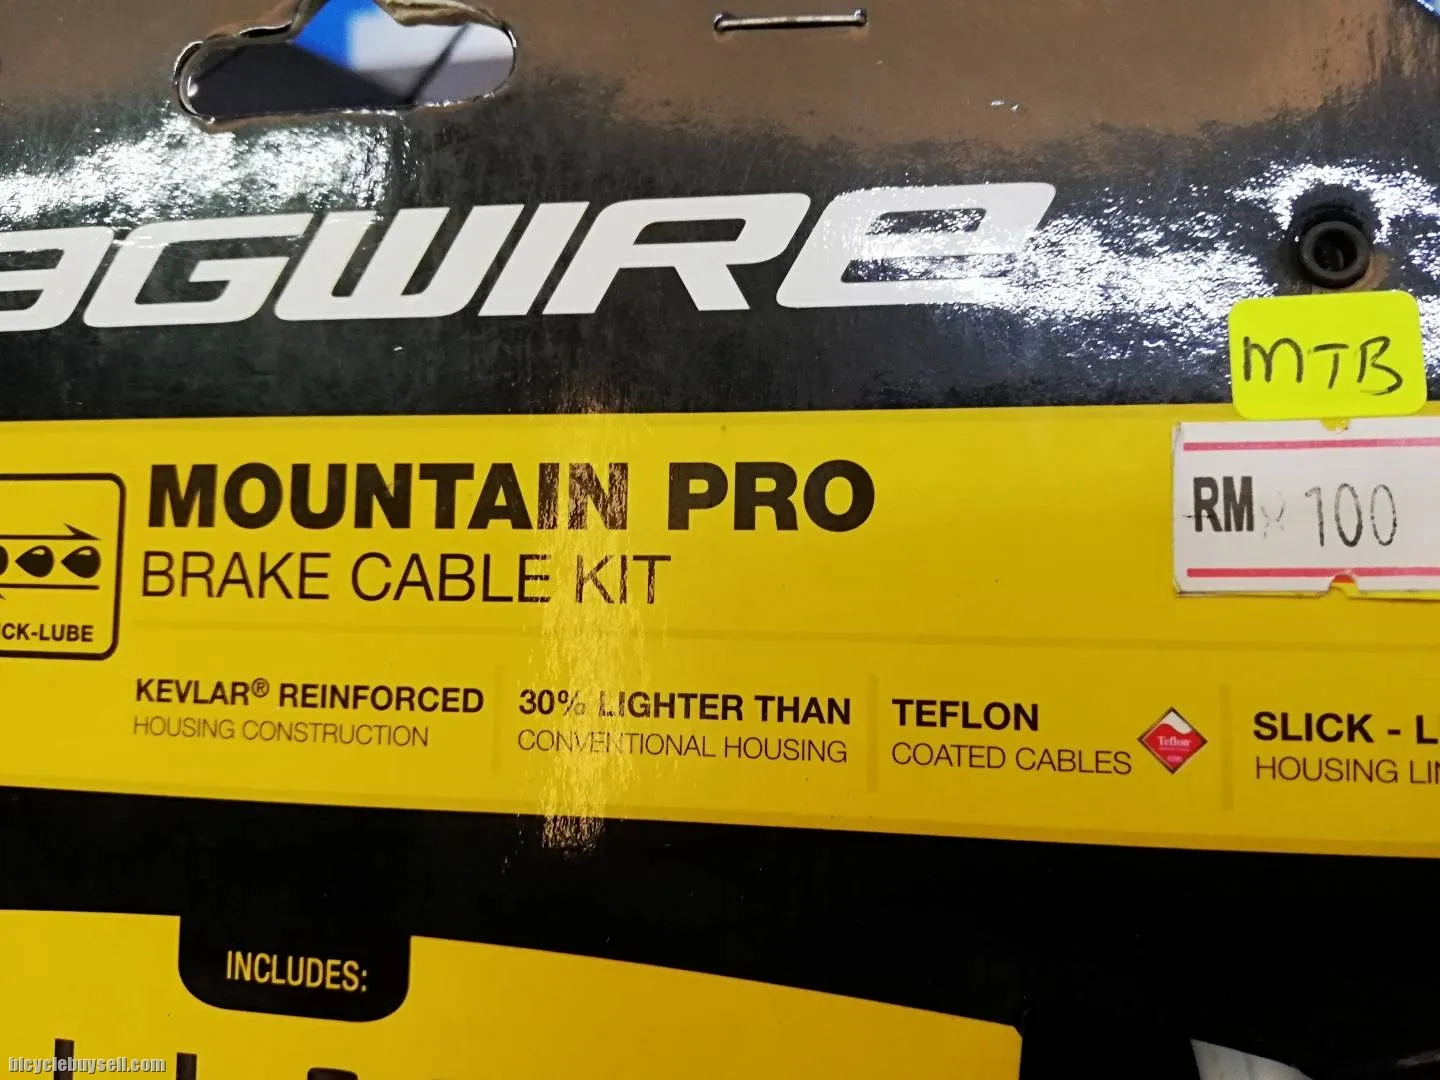 AGWIRE
MTB
RM 100
MOUNTAIN PRO
BRAKE CABLE KIT
CK-LUBE
KEVLAR® REINFORCED
HOUSING CONSTRUCTION
30% LIGHTER THAN
CONVENTIONAL HOUSING
TEFLON
COATED CABLES
Teflon
SLICK - L
HOUSING LI
INCLUDES:
bicyclebuysell.com